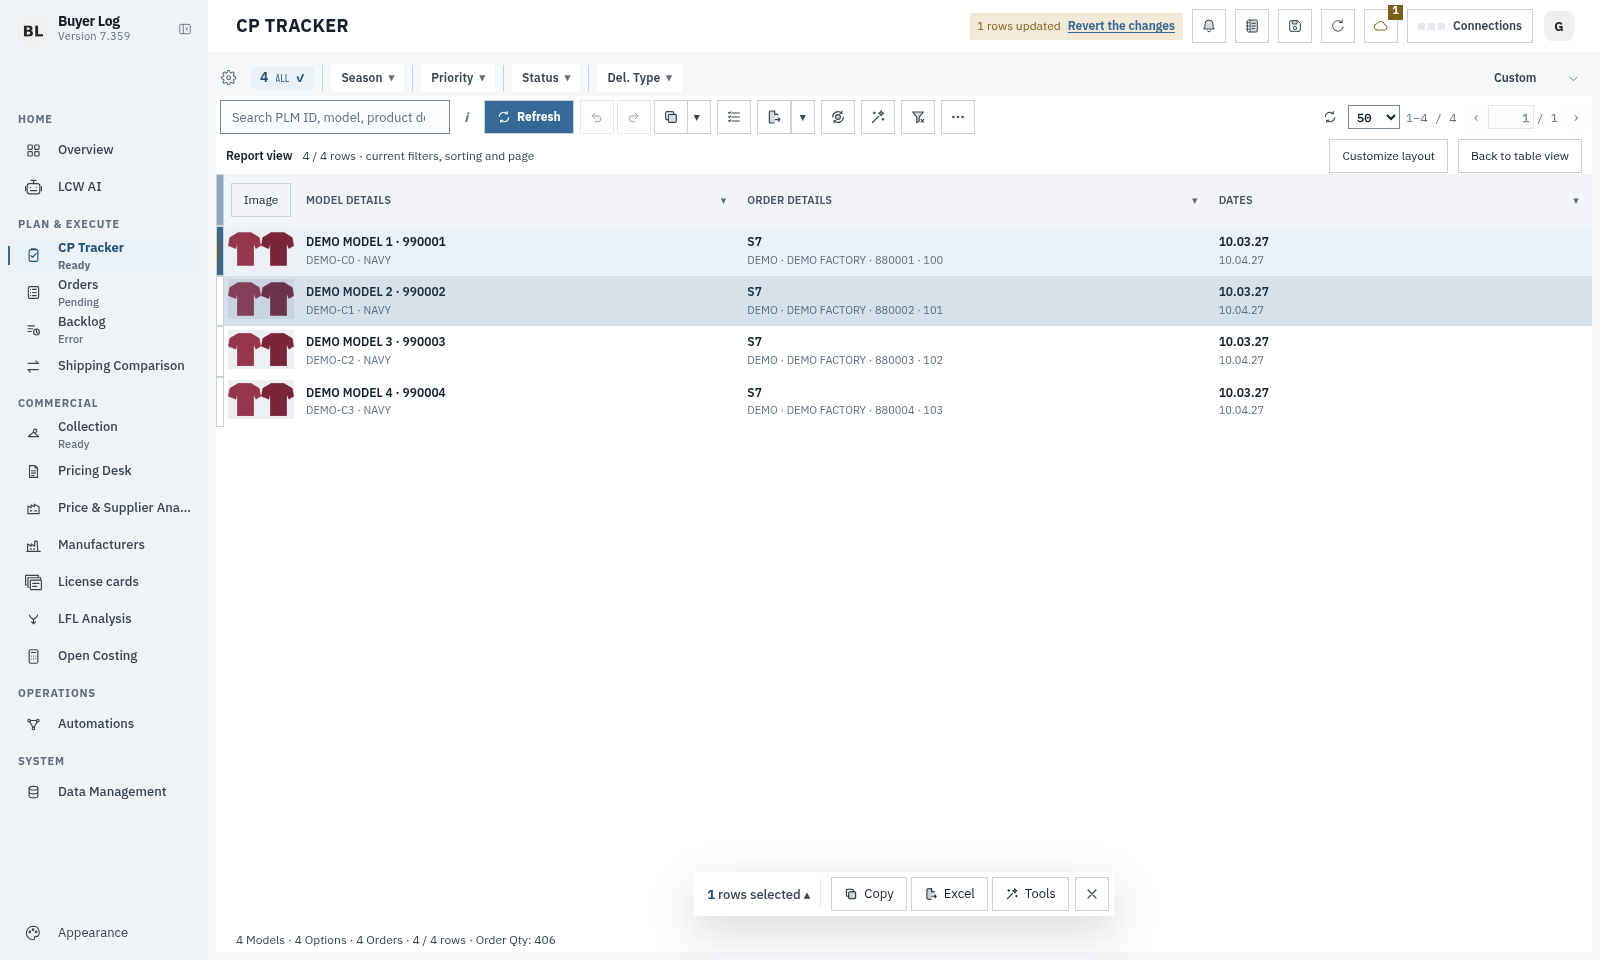 BL
Buyer Log
Version 7.359
HOME
Overview
LCW AI
PLAN & EXECUTE
CP Tracker
Ready
Orders
Pending
Backlog
Error
Shipping Comparison
COMMERCIAL
Collection
Ready
Pricing Desk
Price & Supplier Ana...
Manufacturers
License cards
LFL Analysis
Open Costing
OPERATIONS
Automations
SYSTEM
Data Management
Appearance
CP TRACKER
1 rows updated Revert the changes
1
Connections
G
4 ALL
Season
Priority
Status
Del. Type
Custom
Search PLM ID, model, product d
i
Refresh
50
1–4 / 4
1 / 1
Report view 4 / 4 rows · current filters, sorting and page
Customize layout
Back to table view
Image MODEL DETAILS ORDER DETAILS DATES
DEMO MODEL 1 · 990001 S7 10.03.27
DEMO-C0 · NAVY DEMO · DEMO FACTORY · 880001 · 100 10.04.27
DEMO MODEL 2 · 990002 S7 10.03.27
DEMO-C1 · NAVY DEMO · DEMO FACTORY · 880002 · 101 10.04.27
DEMO MODEL 3 · 990003 S7 10.03.27
DEMO-C2 · NAVY DEMO · DEMO FACTORY · 880003 · 102 10.04.27
DEMO MODEL 4 · 990004 S7 10.03.27
DEMO-C3 · NAVY DEMO · DEMO FACTORY · 880004 · 103 10.04.27
1 rows selected
Copy
Excel
Tools
4 Models · 4 Options · 4 Orders · 4 / 4 rows · Order Qty: 406